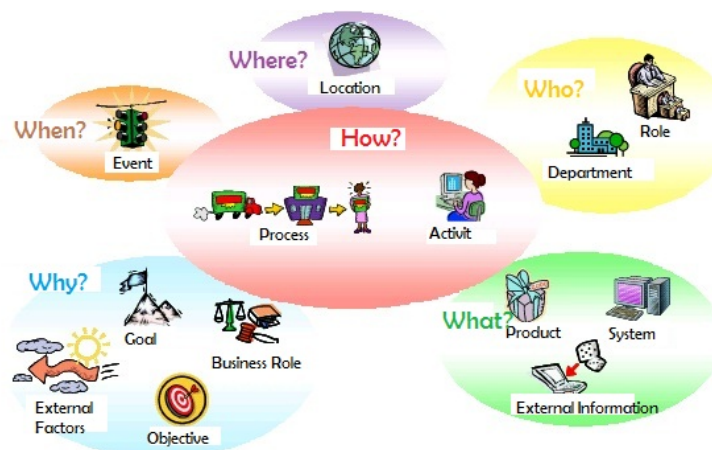 Where?
Location
When?
Event
Who?
Role
Department
How?
Process
Activit
Why?
Goal
Business Role
External
Factors
Objective
What?
Product
System
External Information